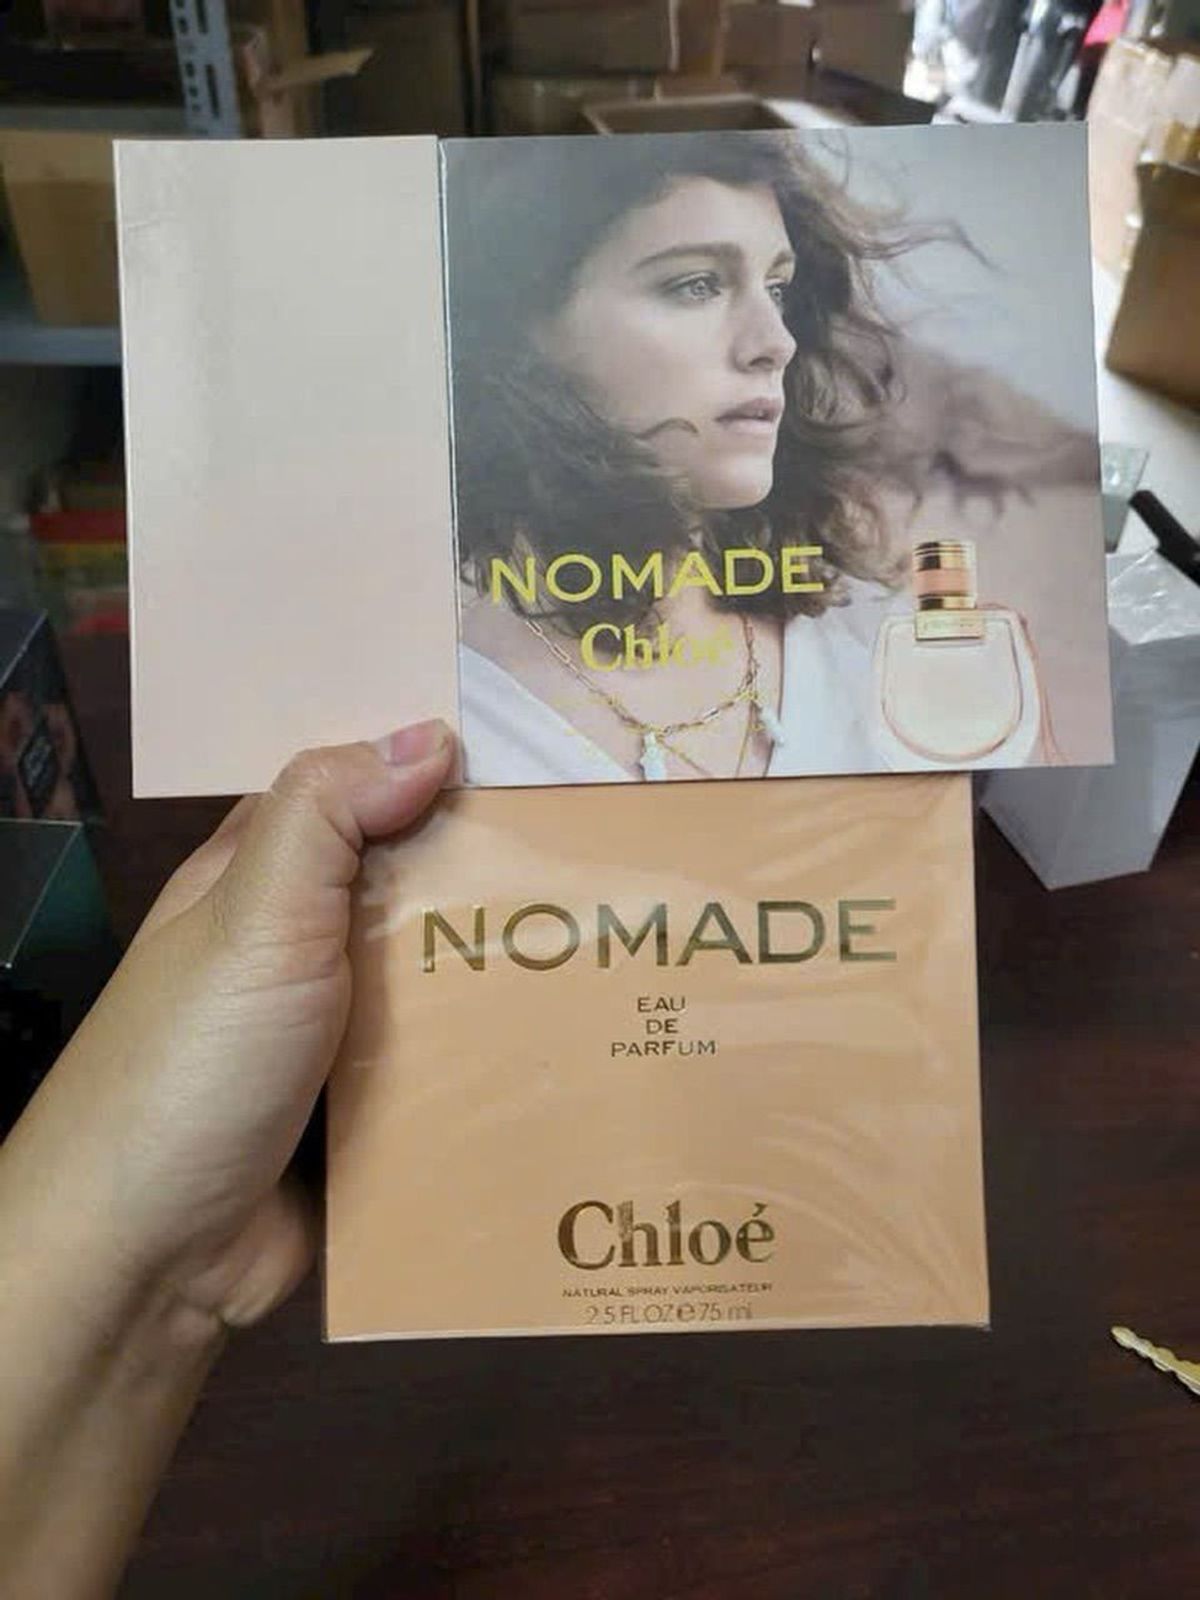 NOMADE
Chloé
NOMADE
EAU
DE
PARFUM
Chloé
NATURAL SPRAY VAPORISATEUR
2.5 FL OZ e 75 ml